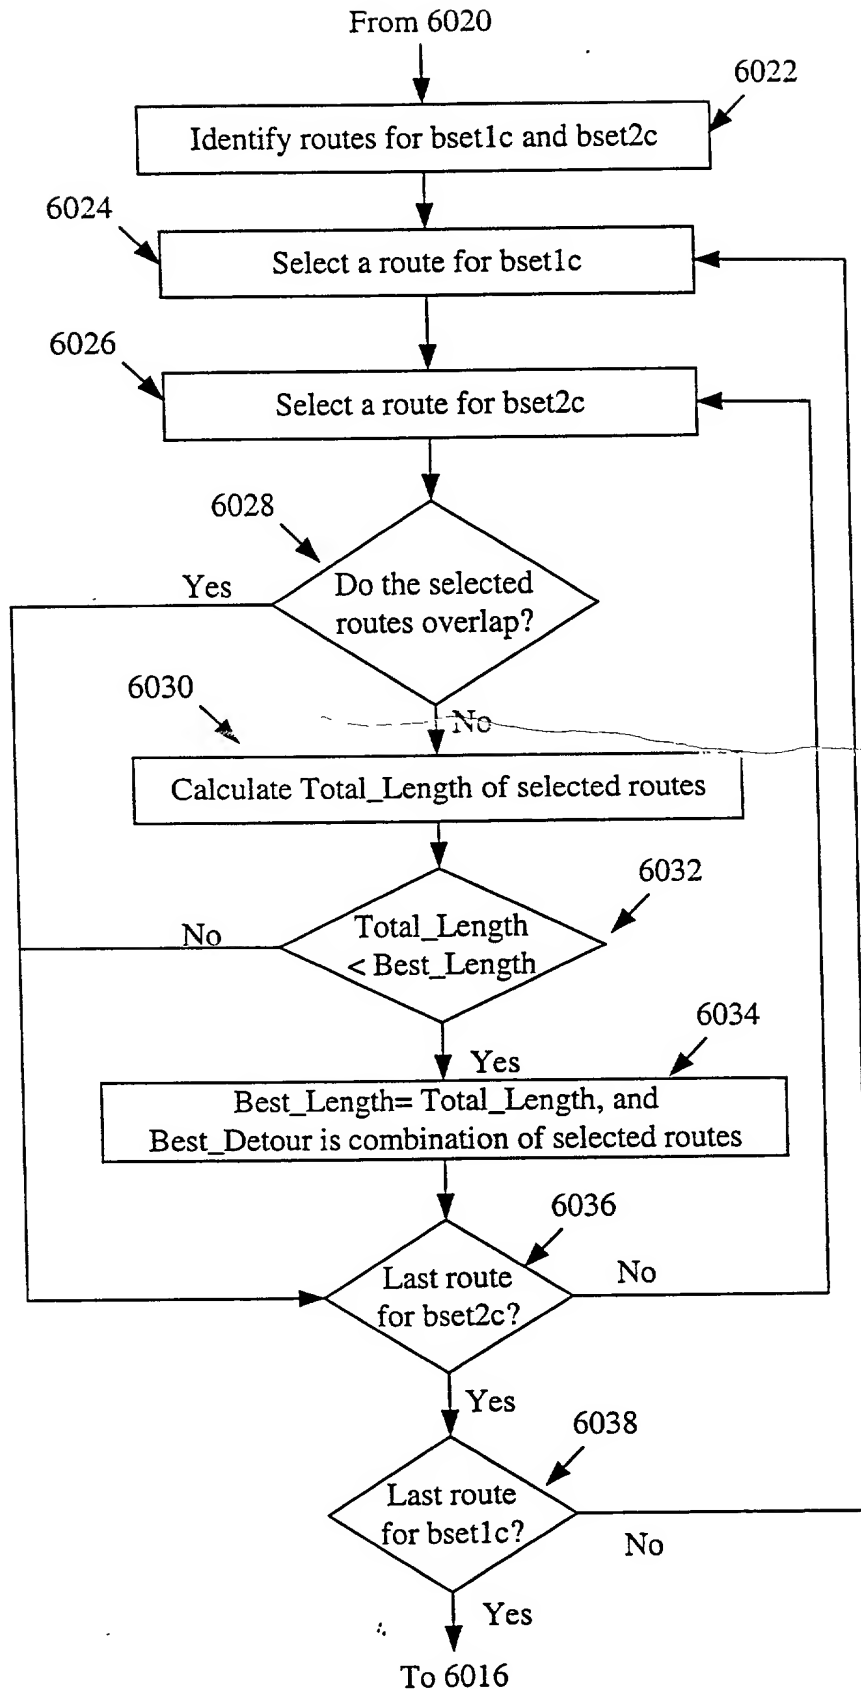 From 6020
6022
Identify routes for bset1c and bset2c
6024
Select a route for bset1c
6026
Select a route for bset2c
6028
Yes
Do the selected
routes overlap?
6030
No
Calculate Total_Length of selected routes
6032
No
Total_Length
< Best_Length
6034
Yes
Best_Length= Total_Length, and
Best_Detour is combination of selected routes
6036
Last route
for bset2c?
No
Yes
6038
Last route
for bset1c?
No
Yes
To 6016